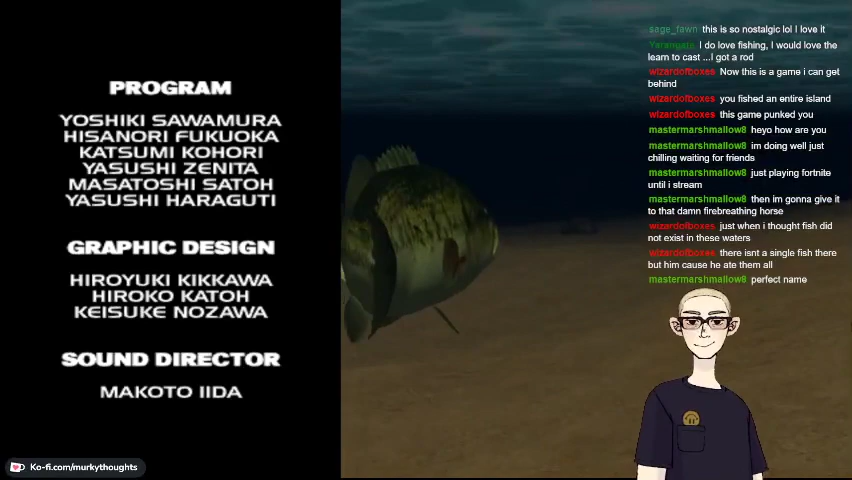 PROGRAM
YOSHIKI SAWAMURA
HISANORI FUKUOKA
KATSUMI KOHORI
YASUSHI ZENITA
MASATOSHI SATOH
YASUSHI HARAGUTI
GRAPHIC DESIGN
HIROYUKI KIKKAWA
HIROKO KATOH
KEISUKE NOZAWA
SOUND DIRECTOR
MAKOTO IIDA
Ko-fi.com/murkythoughts
sage_fawn this is so nostalgic lol I love it
I do love fishing, I would love the
learn to cast ...I got a rod
wizardofboxes Now this is a game i can get
behind
wizardofboxes you fished an entire island
wizardofboxes this game punked you
mastermarshmallow8 heyo how are you
mastermarshmallow8 im doing well just
chilling waiting for friends
mastermarshmallow8 just playing fortnite
until i stream
mastermarshmallow8 then im gonna give it
to that damn firebreathing horse
wizardofboxes just when i thought fish did
not exist in these waters
wizardofboxes there isnt a single fish there
but him cause he ate them all
mastermarshmallow8 perfect name